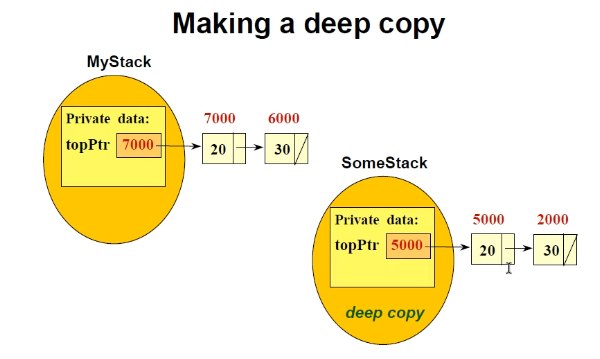 Making a deep copy
MyStack
Private data:
topPtr 7000
7000 6000
20 30
SomeStack
Private data:
topPtr 5000
5000 2000
20 30
deep copy